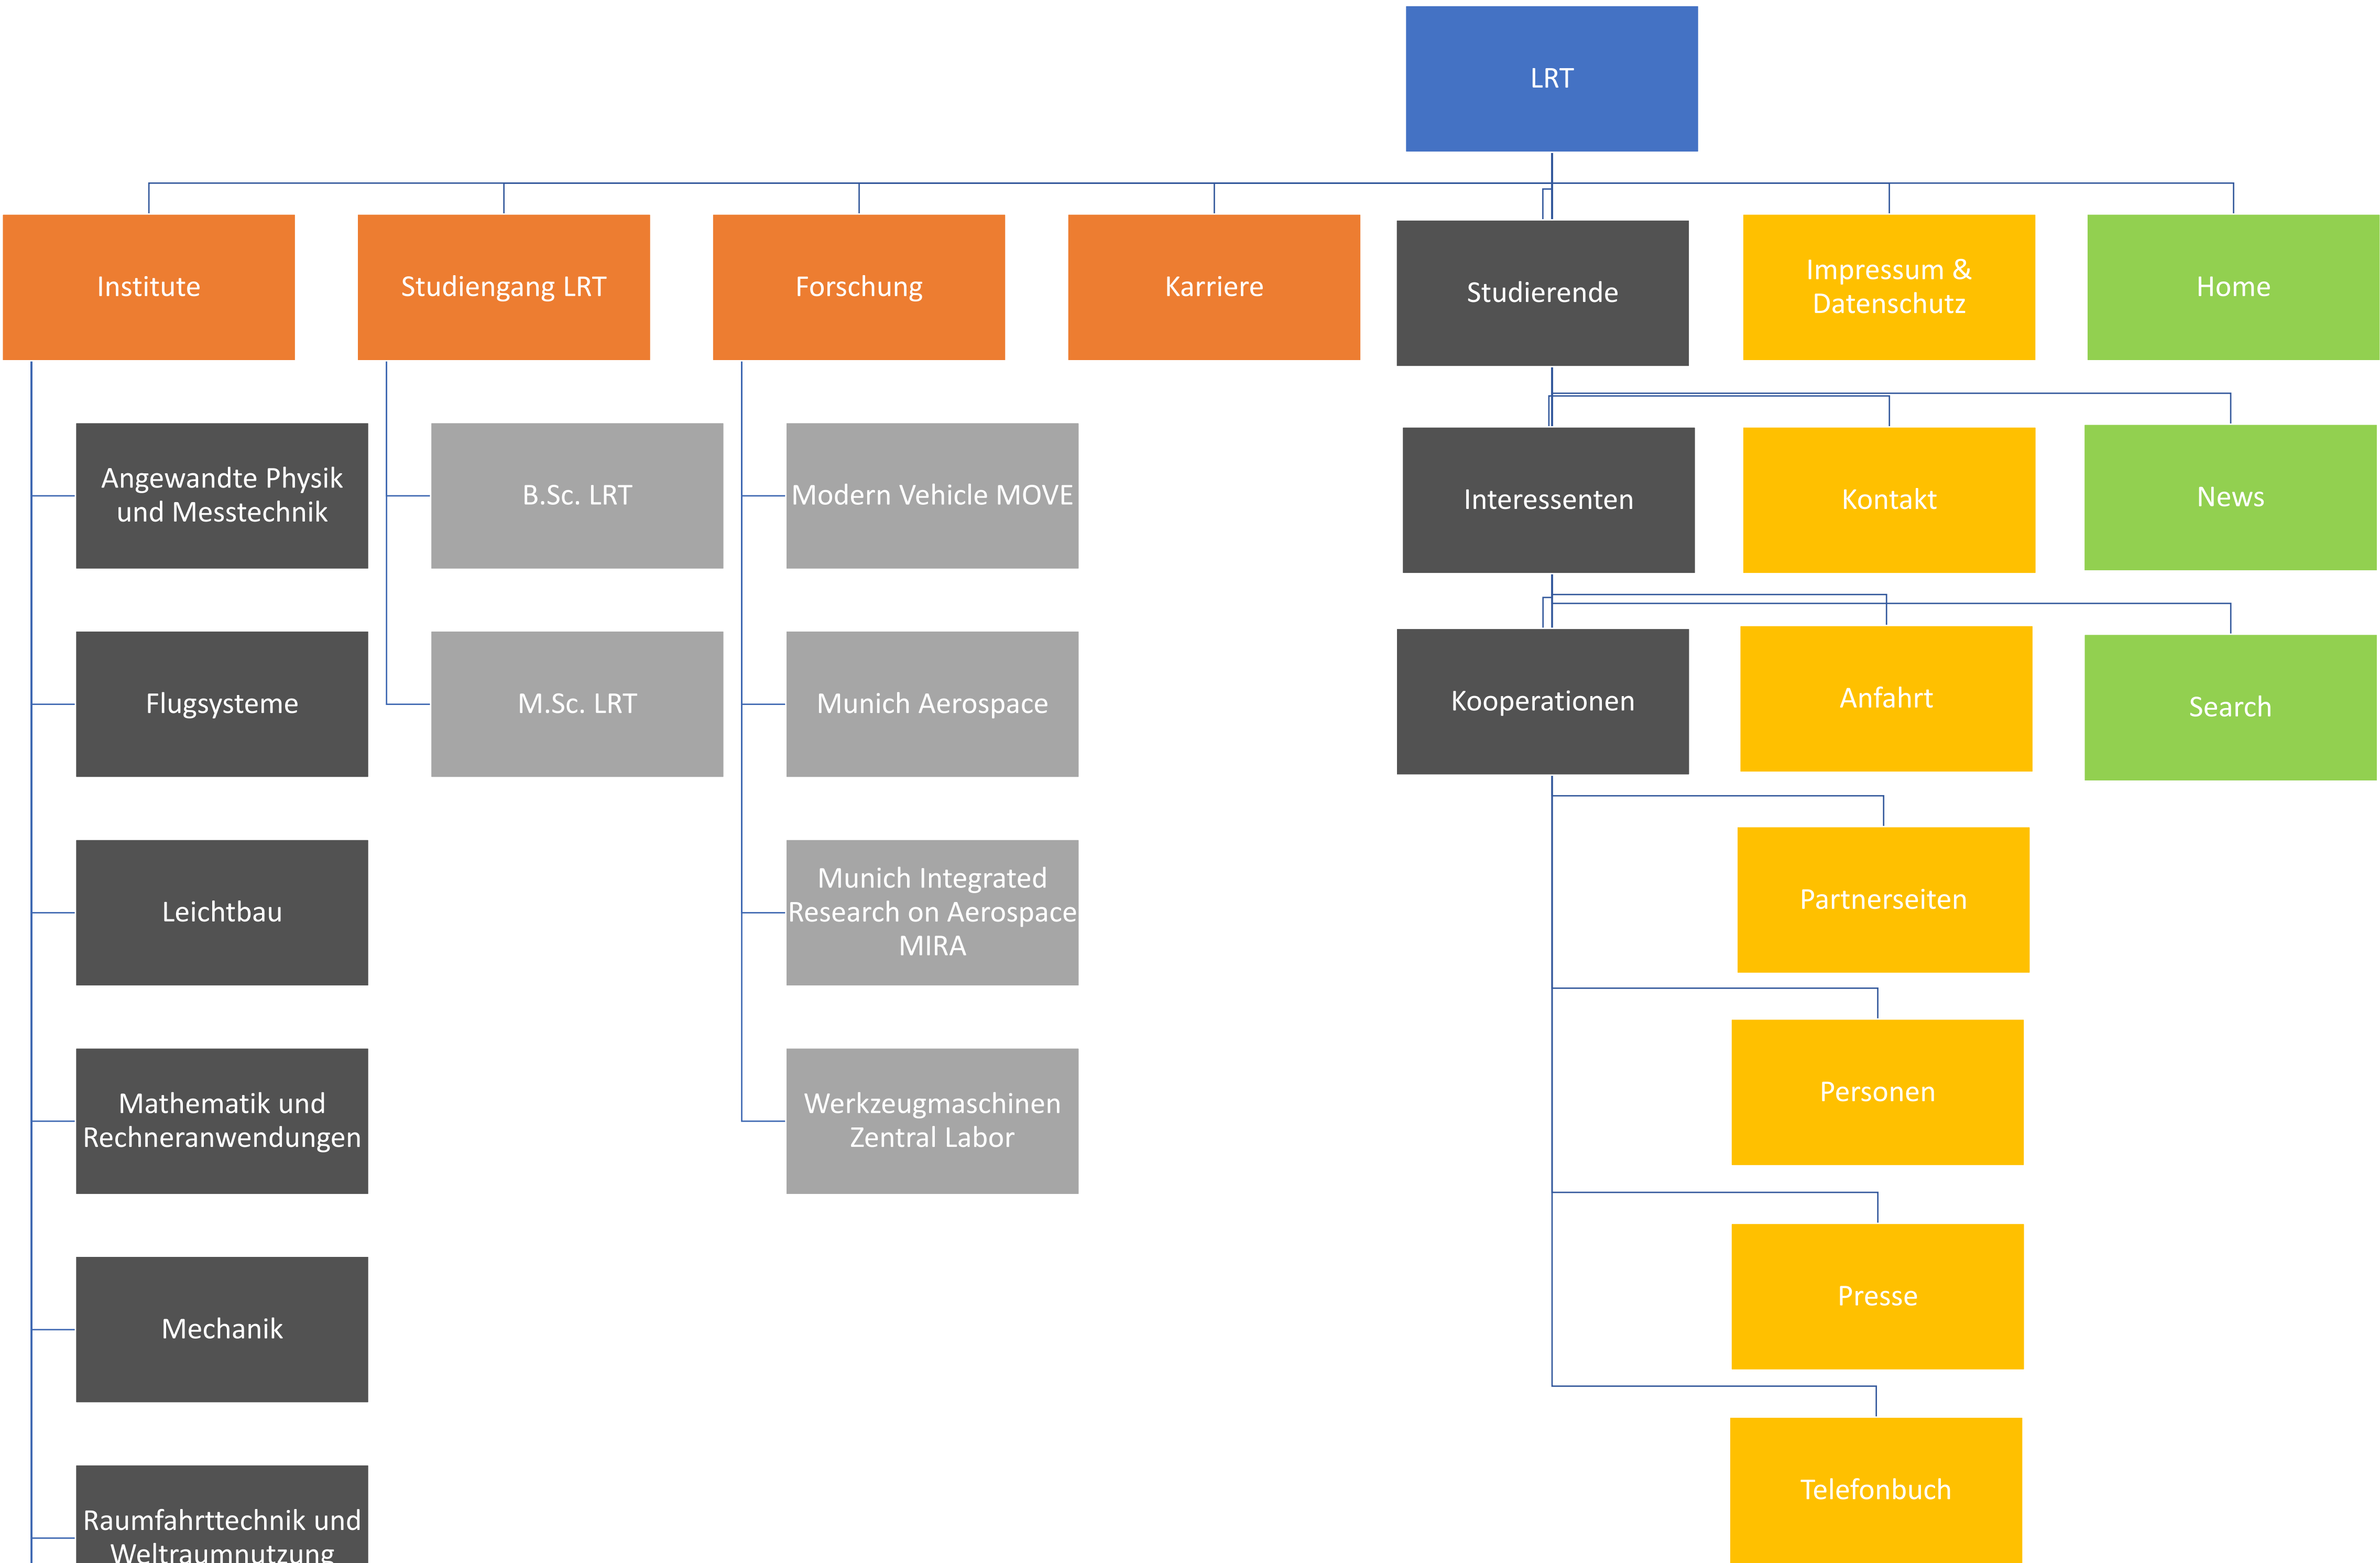 LRT
Institute
Studiengang LRT
Forschung
Karriere
Studierende
Impressum &
Datenschutz
Home
Angewandte Physik
und Messtechnik
B.Sc. LRT
Modern Vehicle MOVE
Interessenten
Kontakt
News
Flugsysteme
M.Sc. LRT
Munich Aerospace
Kooperationen
Anfahrt
Search
Leichtbau
Munich Integrated
Research on Aerospace
MIRA
Partnerseiten
Mathematik und
Rechneranwendungen
Werkzeugmaschinen
Zentral Labor
Personen
Mechanik
Presse
Raumfahrttechnik und
Weltraumnutzung
Telefonbuch